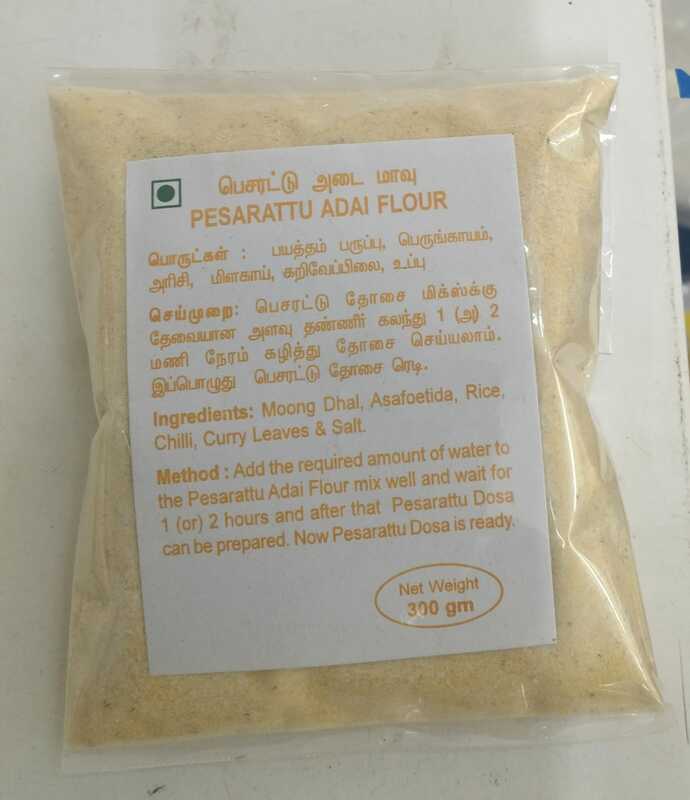 பெசரட்டு அடை மாவு
PESARATTU ADAI FLOUR
பொருட்கள் : பயத்தம் பருப்பு, பெருங்காயம்,
அரிசி, மிளகாய், கறிவேப்பிலை, உப்பு
செய்முறை: பெசரட்டு தோசை மிக்ஸ்க்கு
தேவையான அளவு தண்ணீர் கலந்து 1 (அ) 2
மணி நேரம் கழித்து தோசை செய்யலாம்.
இப்பொழுது பெசரட்டு தோசை ரெடி.
Ingredients: Moong Dhal, Asafoetida, Rice,
Chilli, Curry Leaves & Salt.
Method : Add the required amount of water to
the Pesarattu Adai Flour mix well and wait for
1 (or) 2 hours and after that Pesarattu Dosa
can be prepared. Now Pesarattu Dosa is ready.
Net Weight
300 gm